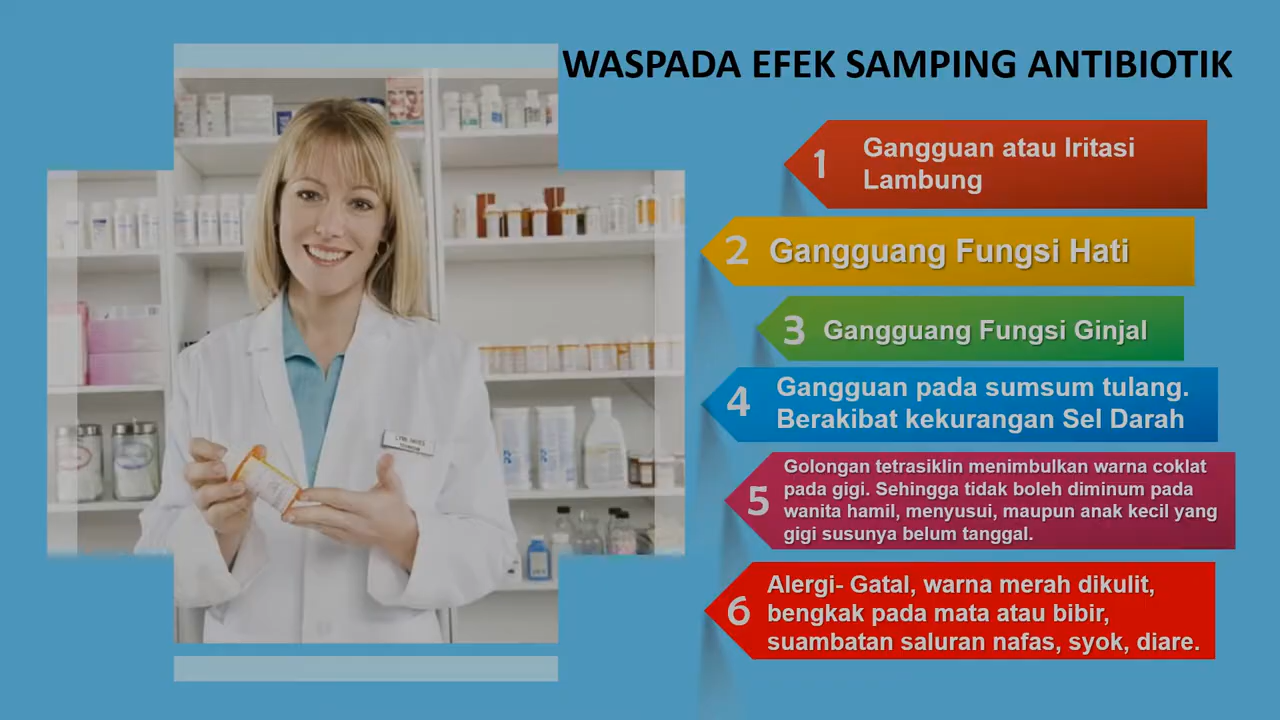 WASPADA EFEK SAMPING ANTIBIOTIK
1
Gangguan atau Iritasi
Lambung
2
Gangguang Fungsi Hati
3
Gangguang Fungsi Ginjal
4
Gangguan pada sumsum tulang.
Berakibat kekurangan Sel Darah
5
Golongan tetrasiklin menimbulkan warna coklat
pada gigi. Sehingga tidak boleh diminum pada
wanita hamil, menyusui, maupun anak kecil yang
gigi susunya belum tanggal.
6
Alergi- Gatal, warna merah dikulit,
bengkak pada mata atau bibir,
suambatan saluran nafas, syok, diare.